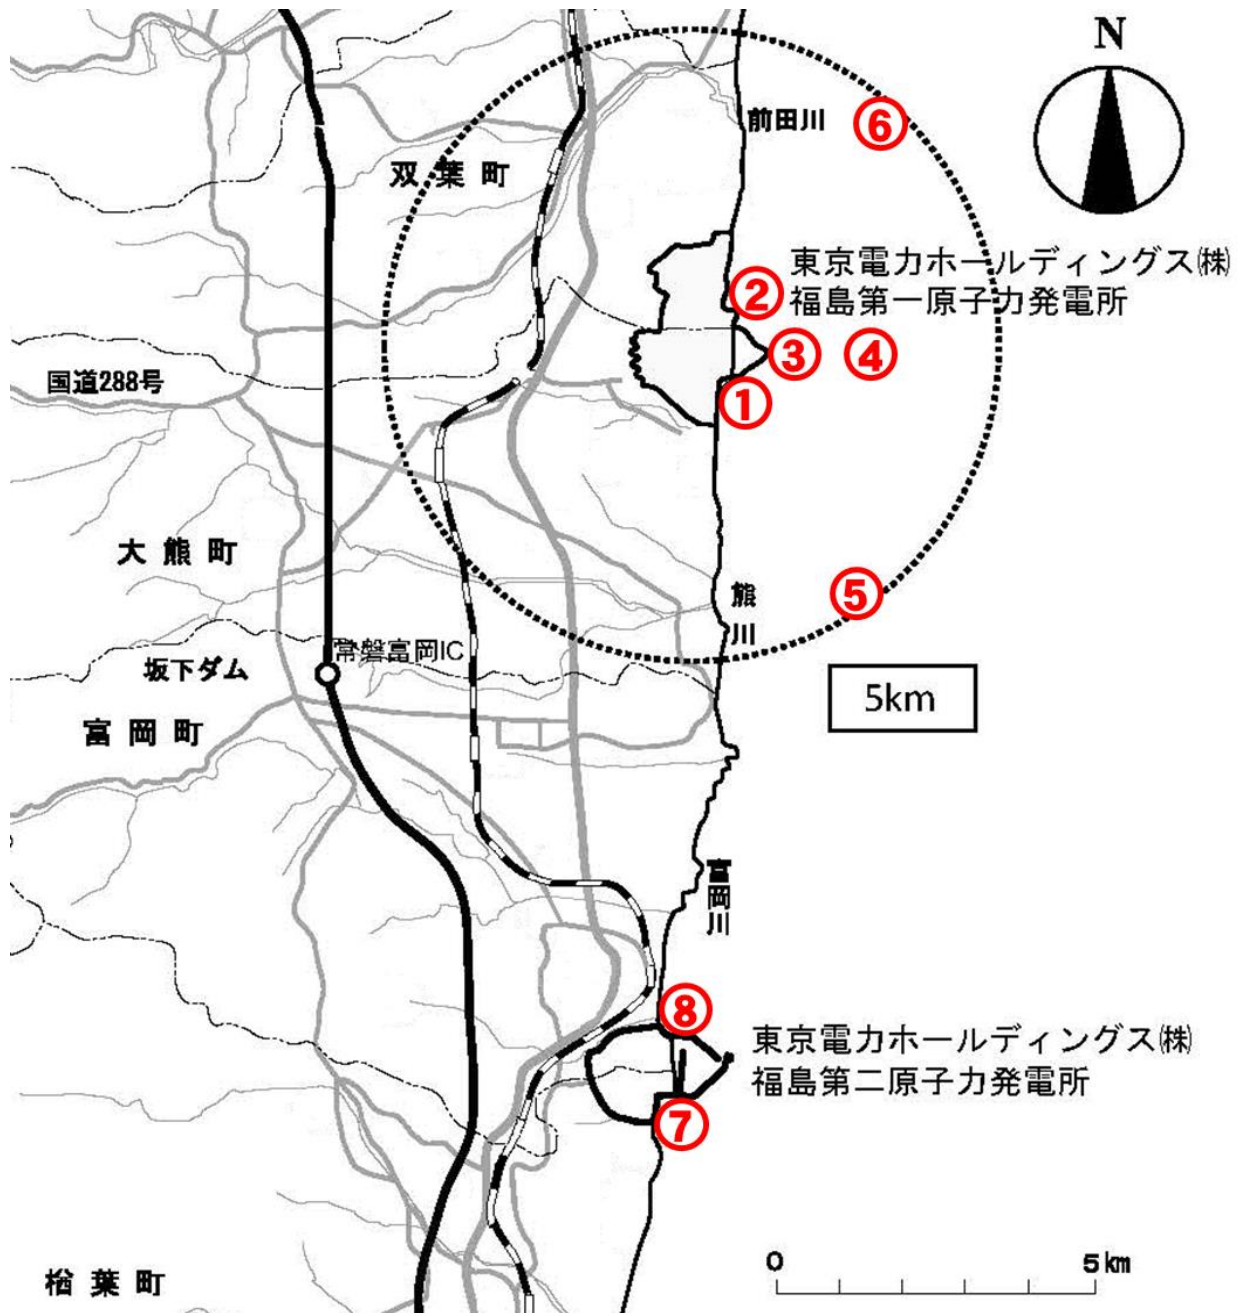 N
前田川
⑥
双葉町
東京電力ホールディングス㈱
福島第一原子力発電所
②
③
④
①
国道288号
大熊町
熊川
⑤
常磐富岡IC
坂下ダム
5km
富岡町
富岡川
⑧
東京電力ホールディングス㈱
福島第二原子力発電所
⑦
0 5km
楢葉町